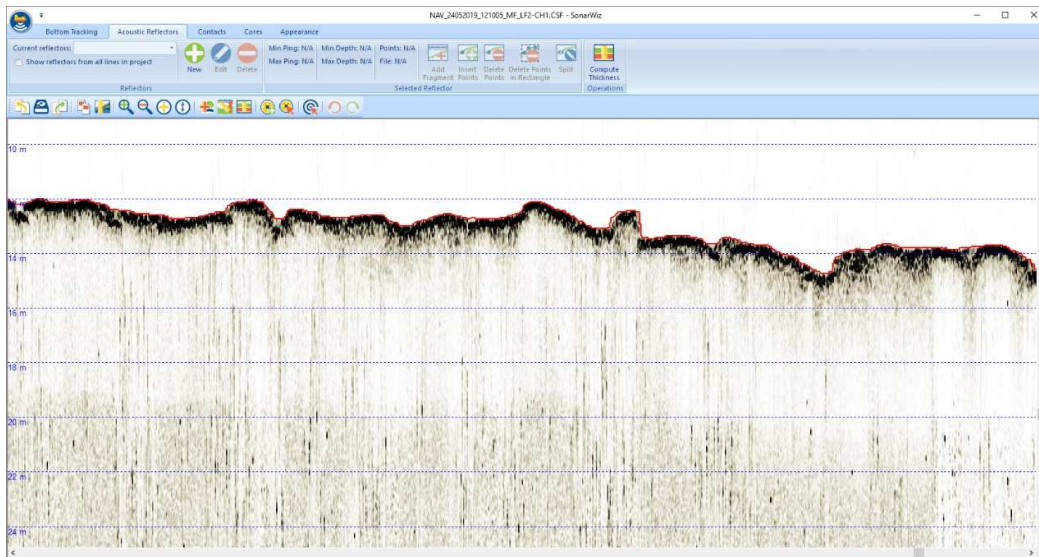 NAV_24052019_121005_MF_LF2-CH1.CSF - SonarWiz
Bottom Tracking Acoustic Reflectors Contacts Cores Appearance
Current reflectors:
Show reflectors from all lines in project
New Edit Delete
Reflectors
Min Ping: N/A Min Depth: N/A Points: N/A
Max Ping: N/A Max Depth: N/A File: N/A
Add Fragment
Insert Points
Delete Points
Delete Points in Rectangle
Split
Selected Reflector
Compute Thickness
Operations
10 m
14 m
16 m
18 m
20 m
22 m
24 m